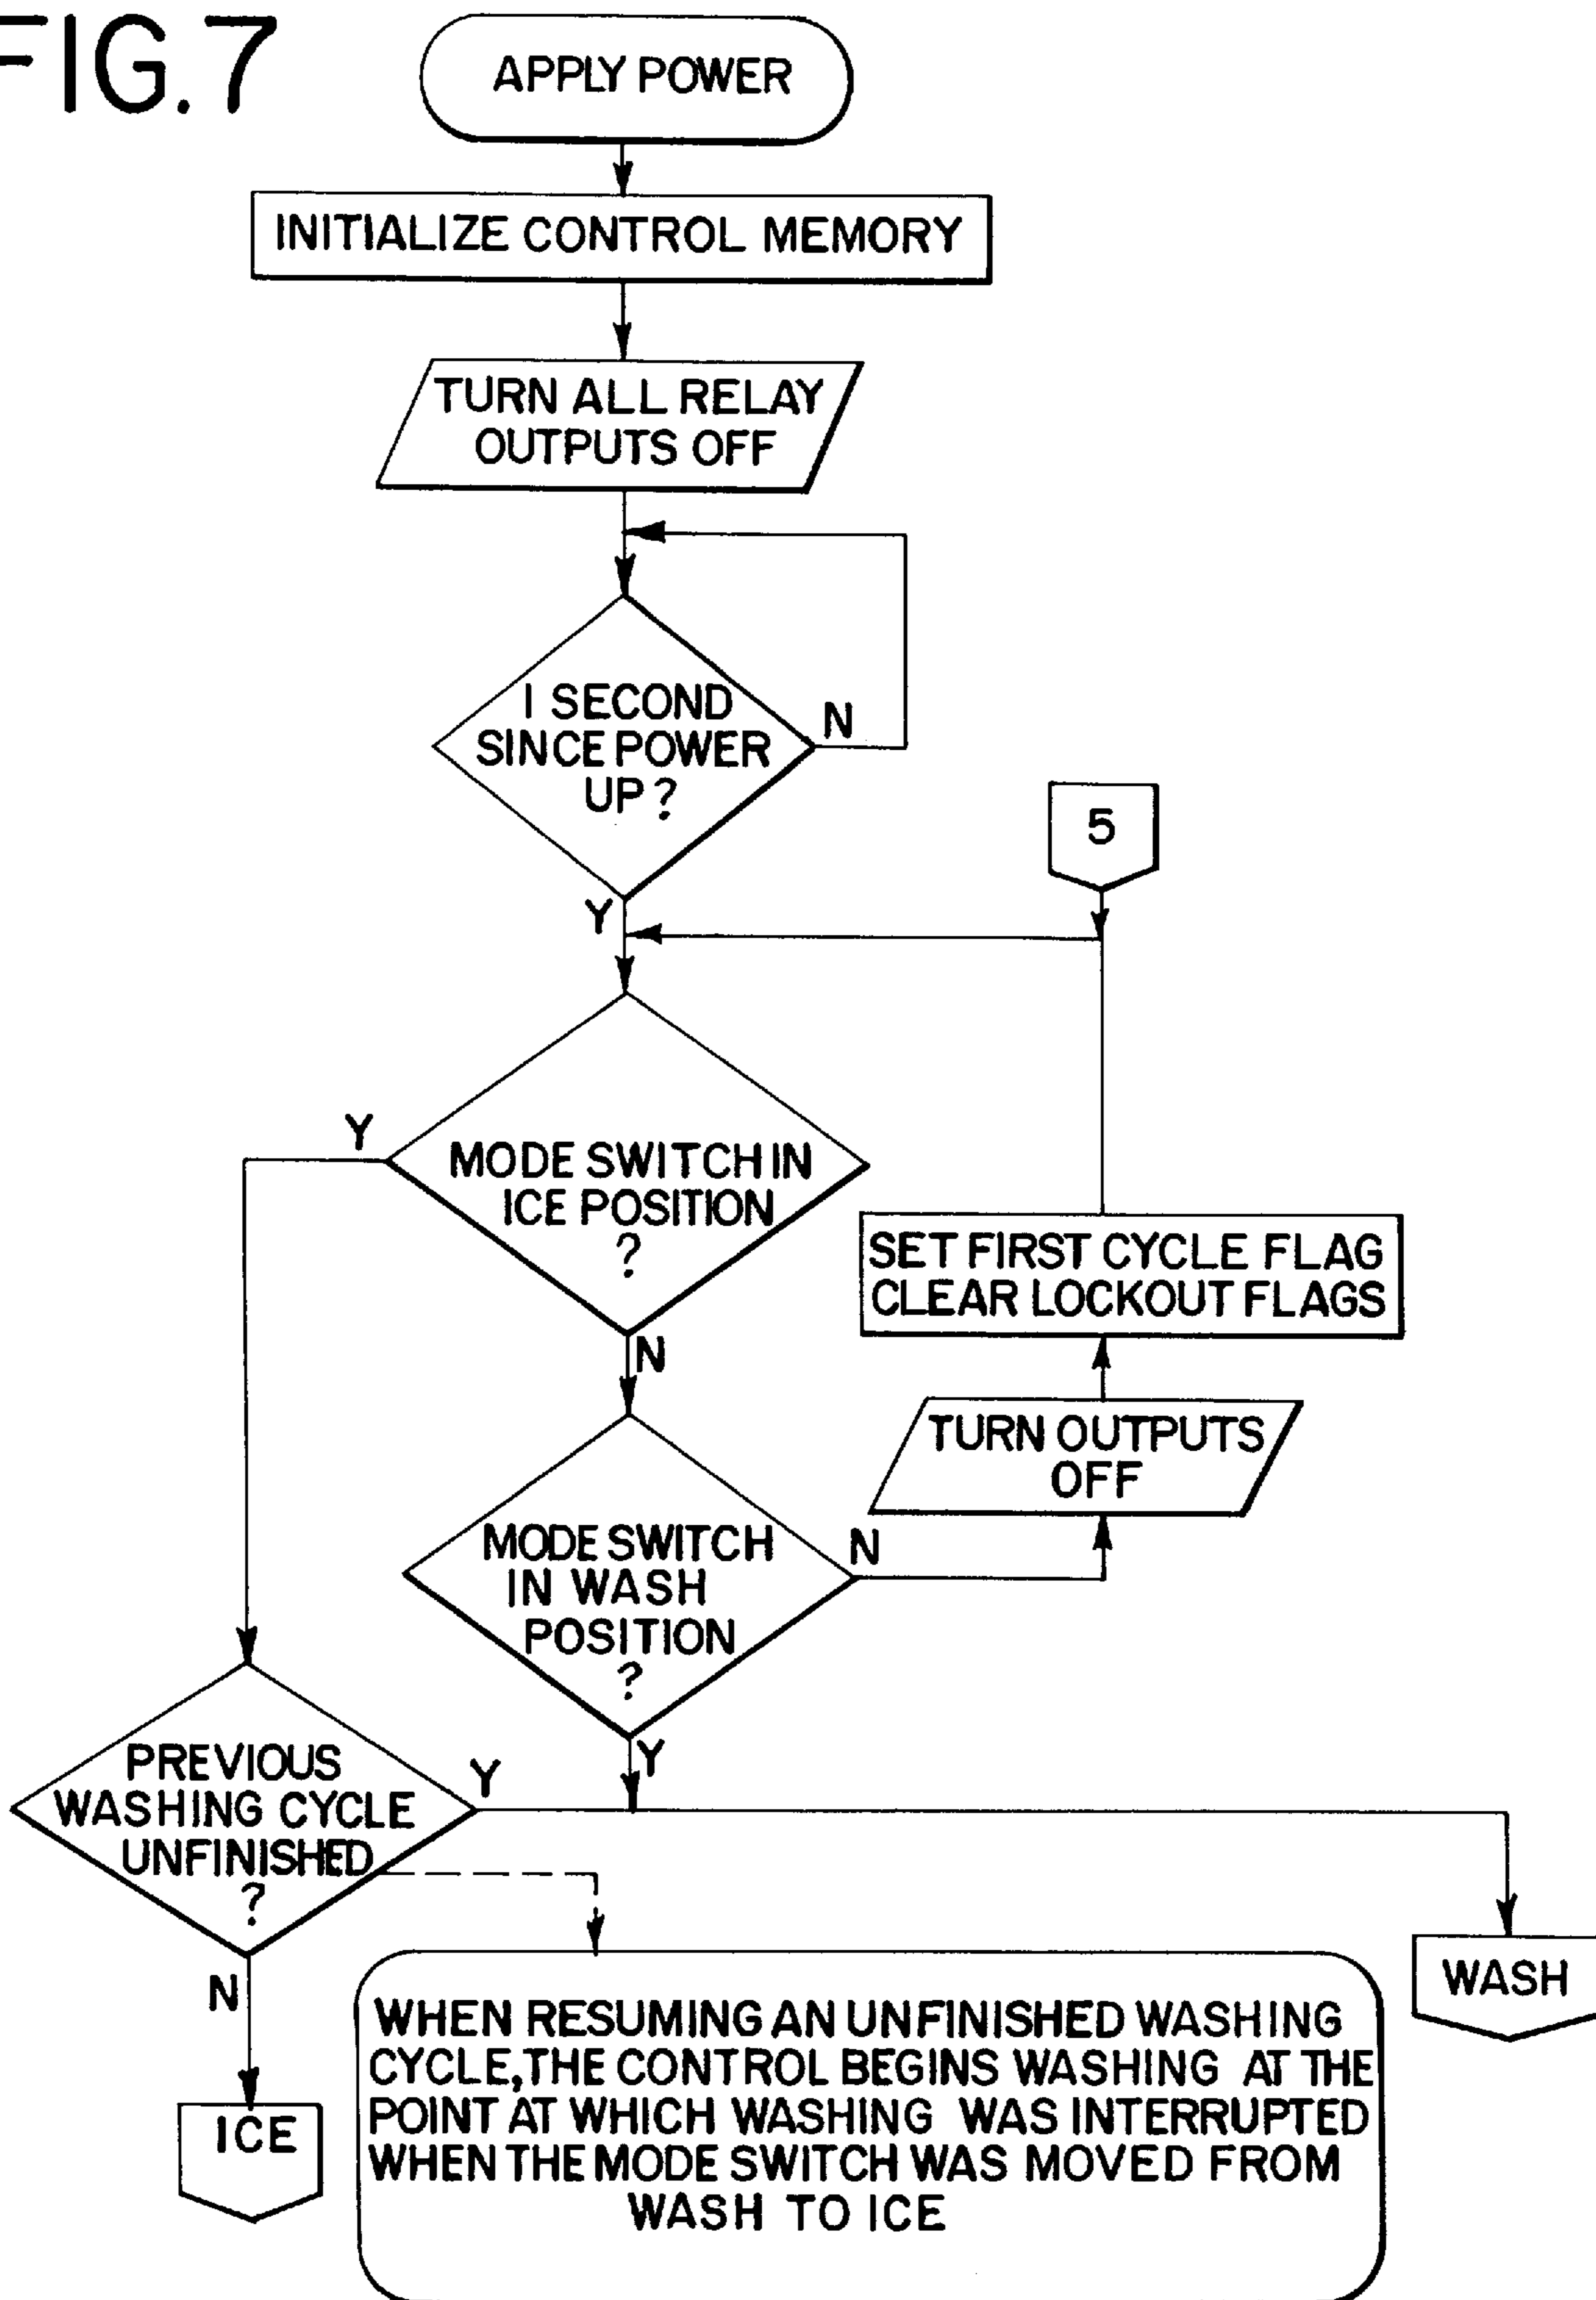 FIG. 7
APPLY POWER
INITIALIZE CONTROL MEMORY
TURN ALL RELAY
OUTPUTS OFF
1 SECOND
SINCE POWER
UP?
N
Y
5
MODE SWITCH IN
ICE POSITION
?
Y
N
SET FIRST CYCLE FLAG
CLEAR LOCKOUT FLAGS
TURN OUTPUTS
OFF
MODE SWITCH
IN WASH
POSITION
?
N
Y
PREVIOUS
WASHING CYCLE
UNFINISHED
?
Y
N
WASH
ICE
WHEN RESUMING AN UNFINISHED WASHING
CYCLE, THE CONTROL BEGINS WASHING AT THE
POINT AT WHICH WASHING WAS INTERRUPTED
WHEN THE MODE SWITCH WAS MOVED FROM
WASH TO ICE